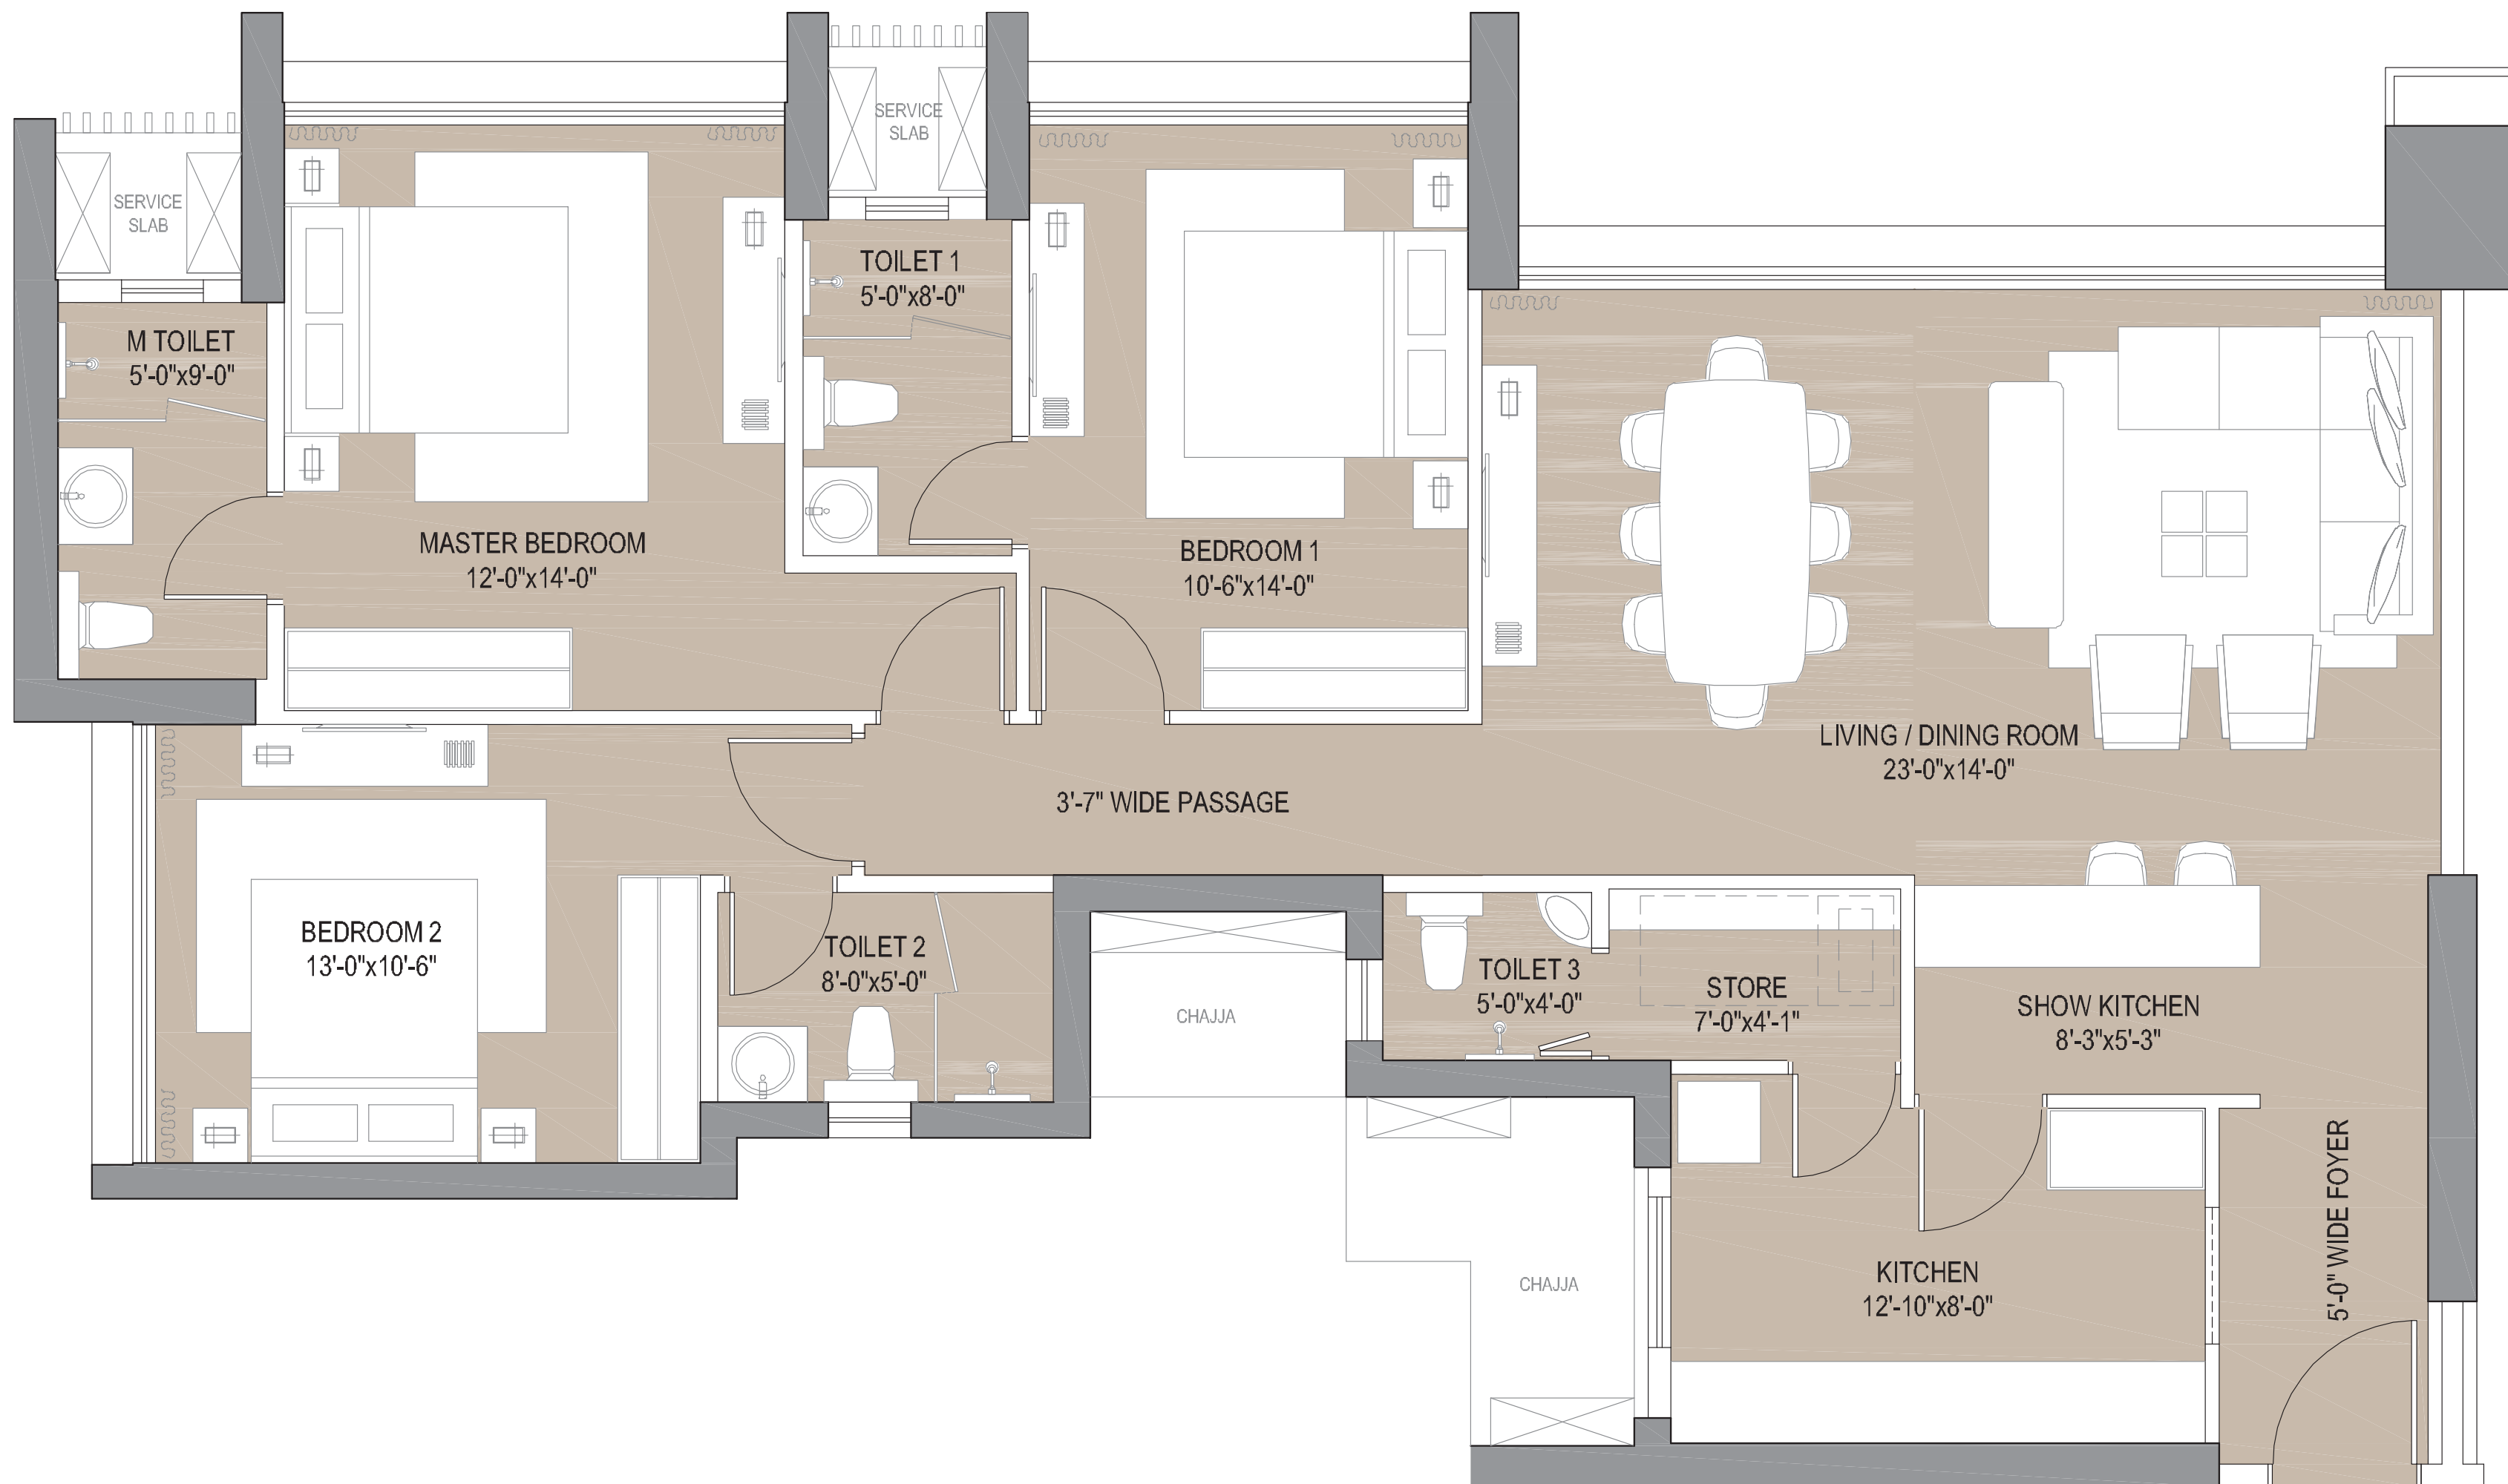 SERVICE
SLAB
SERVICE
SLAB
TOILET 1
5'-0"x8'-0"
M TOILET
5'-0"x9'-0"
MASTER BEDROOM
12'-0"x14'-0"
BEDROOM 1
10'-6"x14'-0"
LIVING / DINING ROOM
23'-0"x14'-0"
3'-7" WIDE PASSAGE
BEDROOM 2
13'-0"x10'-6"
TOILET 2
8'-0"x5'-0"
CHAJJA
TOILET 3
5'-0"x4'-0"
STORE
7'-0"x4'-1"
SHOW KITCHEN
8'-3"x5'-3"
CHAJJA
KITCHEN
12'-10"x8'-0"
5'-0" WIDE FOYER